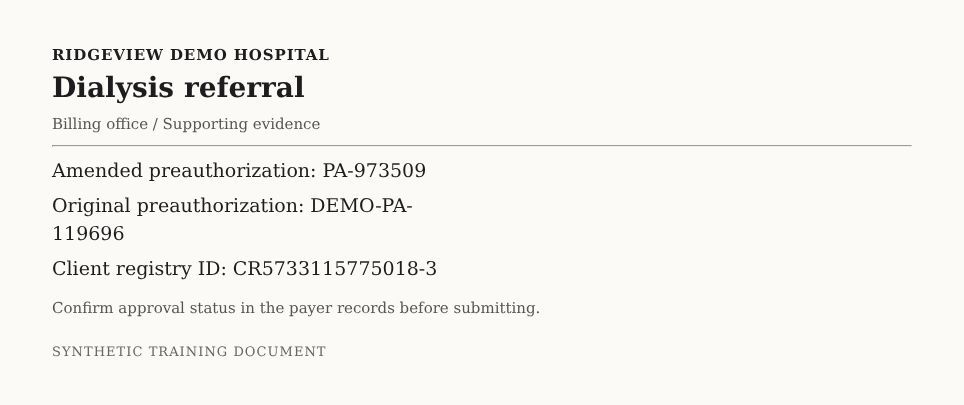 RIDGEVIEW DEMO HOSPITAL
Dialysis referral
Billing office / Supporting evidence
Amended preauthorization: PA-973509
Original preauthorization: DEMO-PA-
119696
Client registry ID: CR5733115775018-3
Confirm approval status in the payer records before submitting.
SYNTHETIC TRAINING DOCUMENT